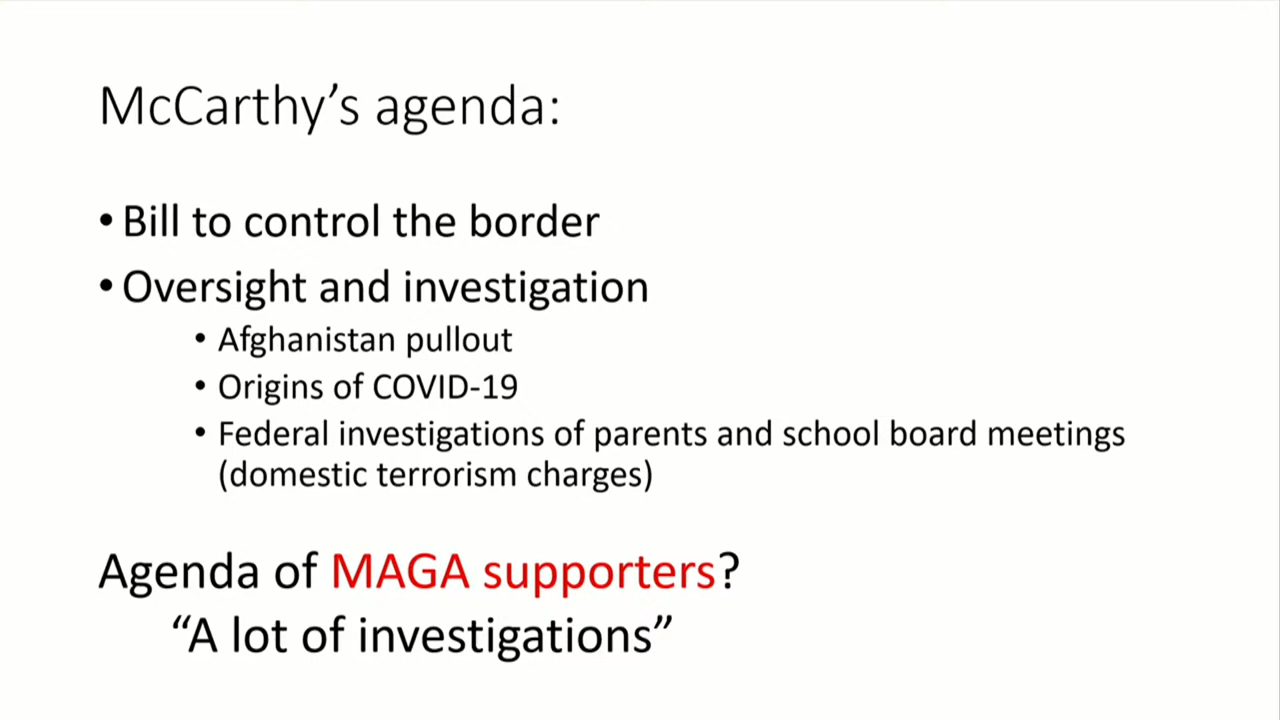 McCarthy’s agenda:
• Bill to control the border
• Oversight and investigation
• Afghanistan pullout
• Origins of COVID-19
• Federal investigations of parents and school board meetings
(domestic terrorism charges)
Agenda of MAGA supporters?
“A lot of investigations”